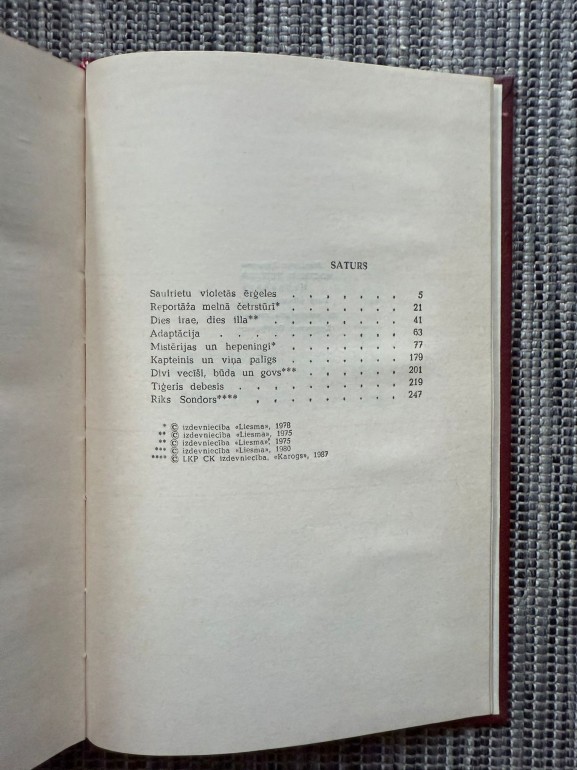 SATURS
Saulrietu violetās ērģeles . . . . . . . 5
Reportāža melnā četrstūrī* . . . . . . . 21
Dies irae, dies illa** . . . . . . . 41
Adaptācija . . . . . . . . 63
Mistērijas un hepeningi* . . . . . . 77
Kapteinis un viņa palīgs . . . . . . 179
Divi vecīši, būda un govs*** . . . . . . 201
Tīģeris debesīs . . . . . . . . 219
Riks Sondors**** . . . . . . . . 247
* © izdevniecība «Liesma», 1978
** © izdevniecība «Liesma», 1975
** © izdevniecība «Liesma», 1975
*** © izdevniecība «Liesma», 1980
**** © LKP CK izdevniecība. «Karogs», 1987